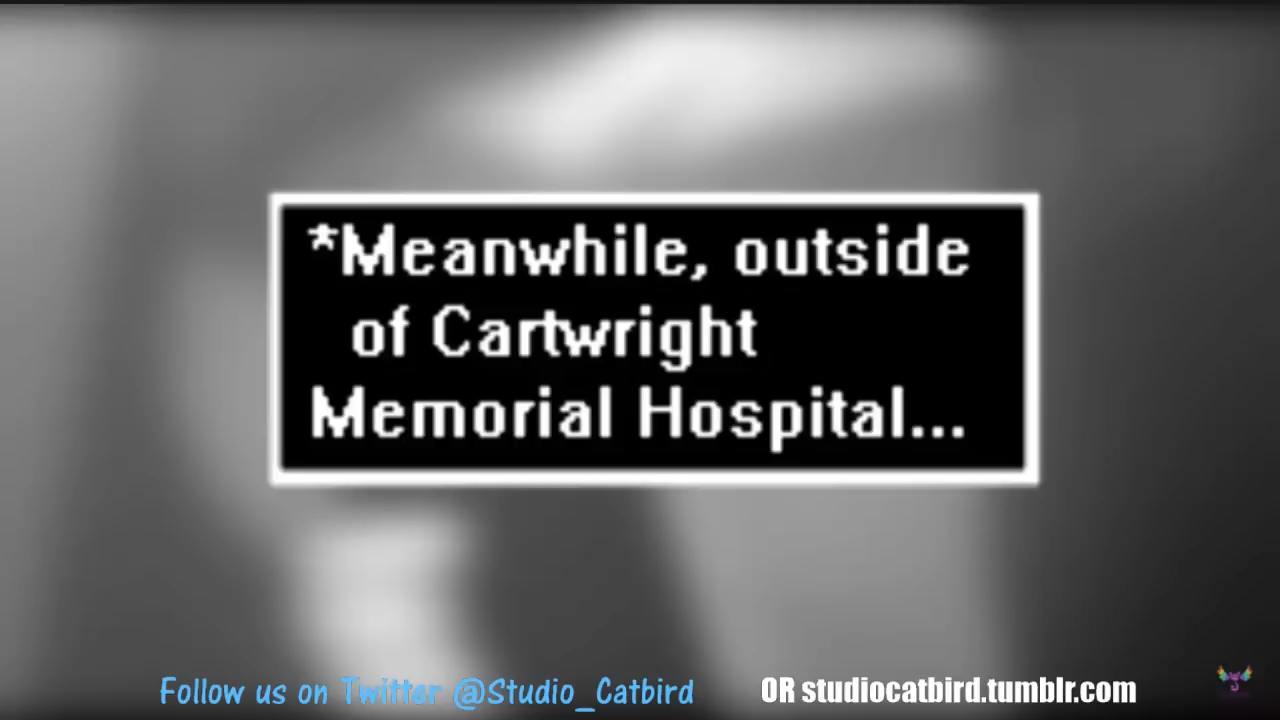 *Meanwhile, outside
of Cartwright
Memorial Hospital...
Follow us on Twitter @Studio_Catbird
OR studiocatbird.tumblr.com